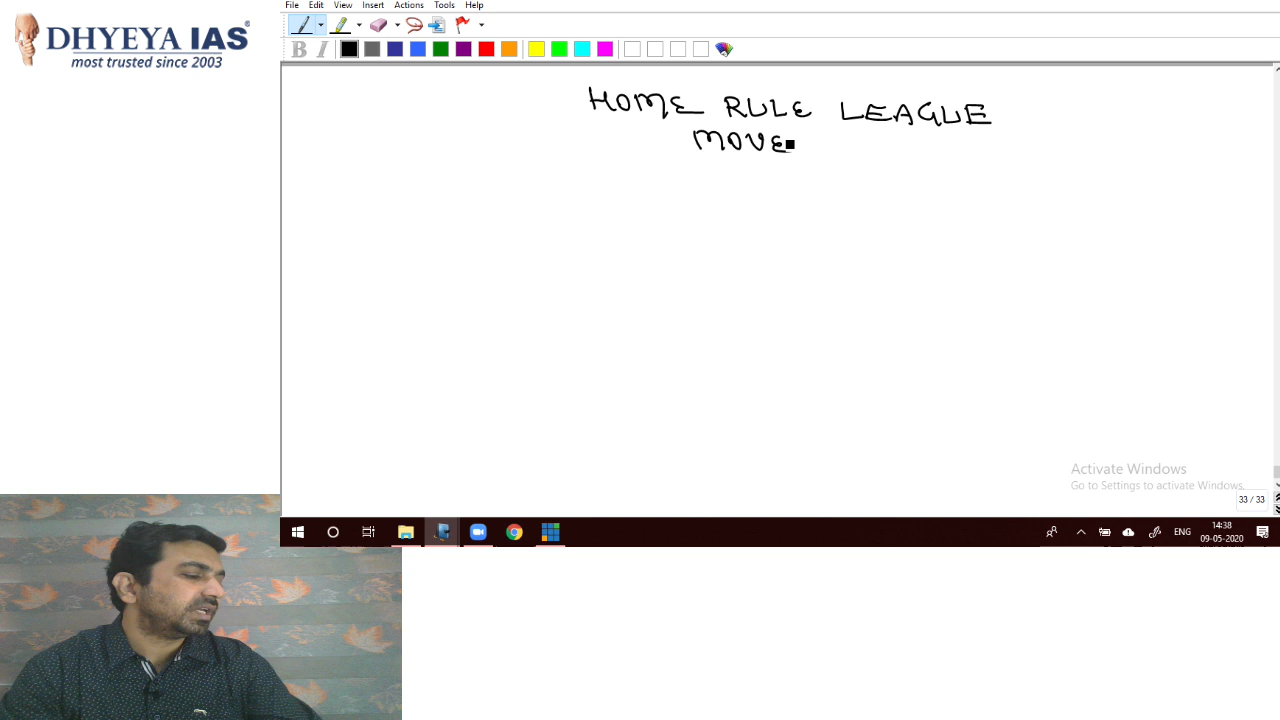 DHYEYA IAS®
most trusted since 2003
File Edit View Insert Actions Tools Help
B I
HOME RULE LEAGUE
MOVE
Activate Windows
Go to Settings to activate Windows.
33 / 33
ENG
14:38
09-05-2020